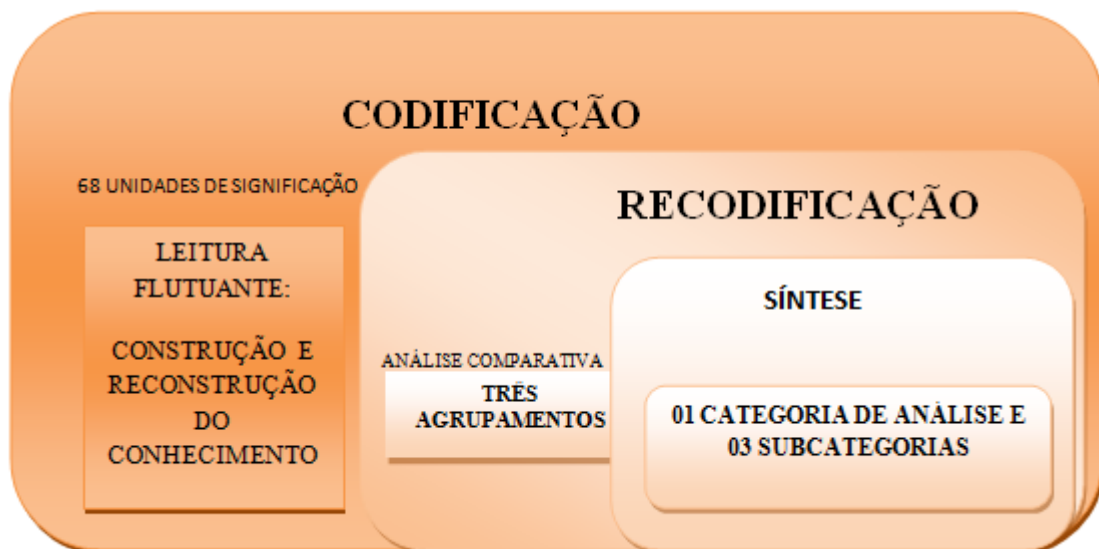 CODIFICAÇÃO
68 UNIDADES DE SIGNIFICAÇÃO
LEITURA
FLUTUANTE:
CONSTRUÇÃO E
RECONSTRUÇÃO
DO
CONHECIMENTO
RECODIFICAÇÃO
ANÁLISE COMPARATIVA
TRÊS
AGRUPAMENTOS
SÍNTESE
01 CATEGORIA DE ANÁLISE E
03 SUBCATEGORIAS